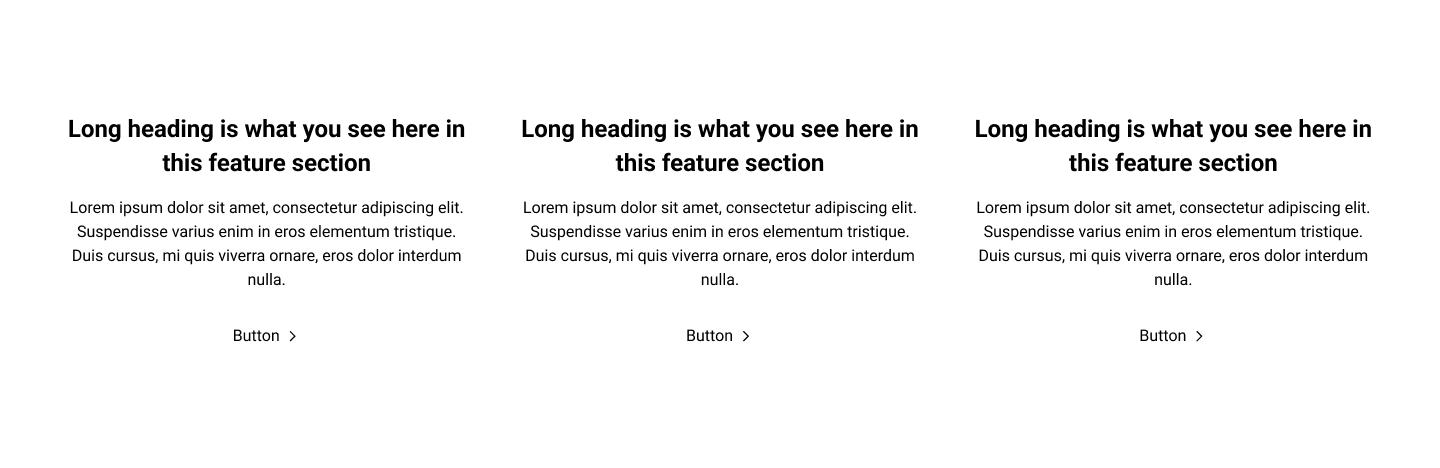 Long heading is what you see here in
this feature section
Lorem ipsum dolor sit amet, consectetur adipiscing elit.
Suspendisse varius enim in eros elementum tristique.
Duis cursus, mi quis viverra ornare, eros dolor interdum
nulla.
Button
Long heading is what you see here in
this feature section
Lorem ipsum dolor sit amet, consectetur adipiscing elit.
Suspendisse varius enim in eros elementum tristique.
Duis cursus, mi quis viverra ornare, eros dolor interdum
nulla.
Button
Long heading is what you see here in
this feature section
Lorem ipsum dolor sit amet, consectetur adipiscing elit.
Suspendisse varius enim in eros elementum tristique.
Duis cursus, mi quis viverra ornare, eros dolor interdum
nulla.
Button